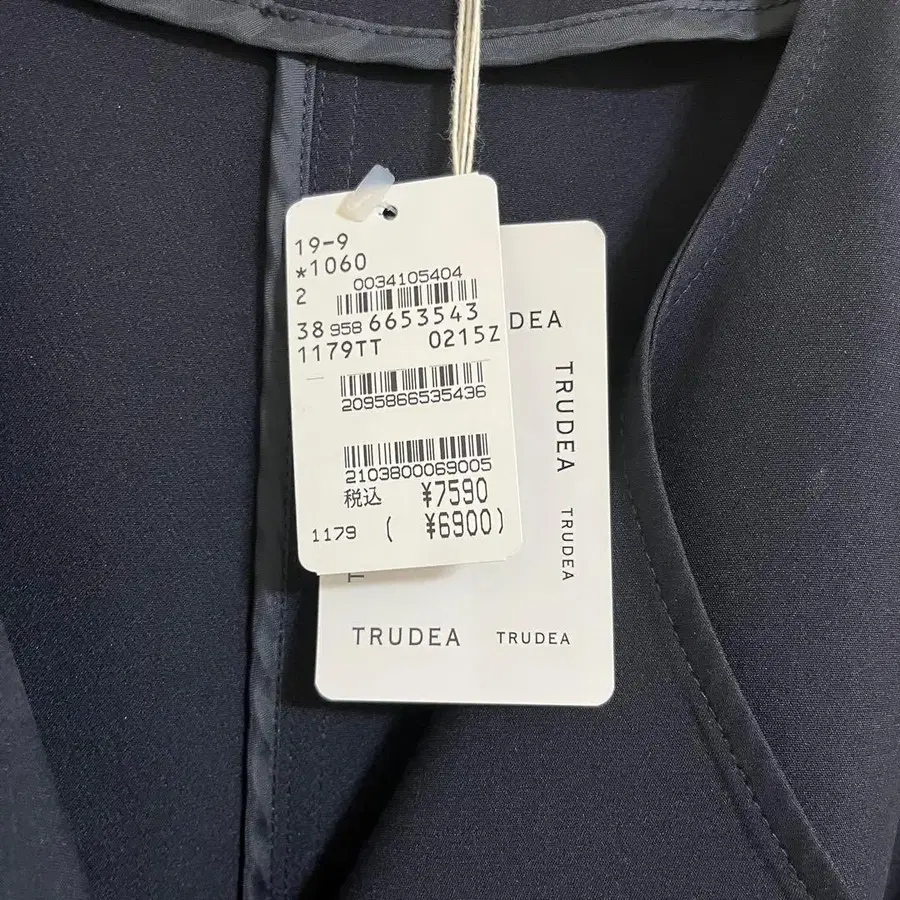 19-9
*1060
2 0034105404
38 958 6653543
1179TT 0215Z
2095866535436
2103800069005
税込 ¥7590
1179 ( ¥6900)
DEA
TRUDEA
TRUDEA
TRUDEA TRUDEA